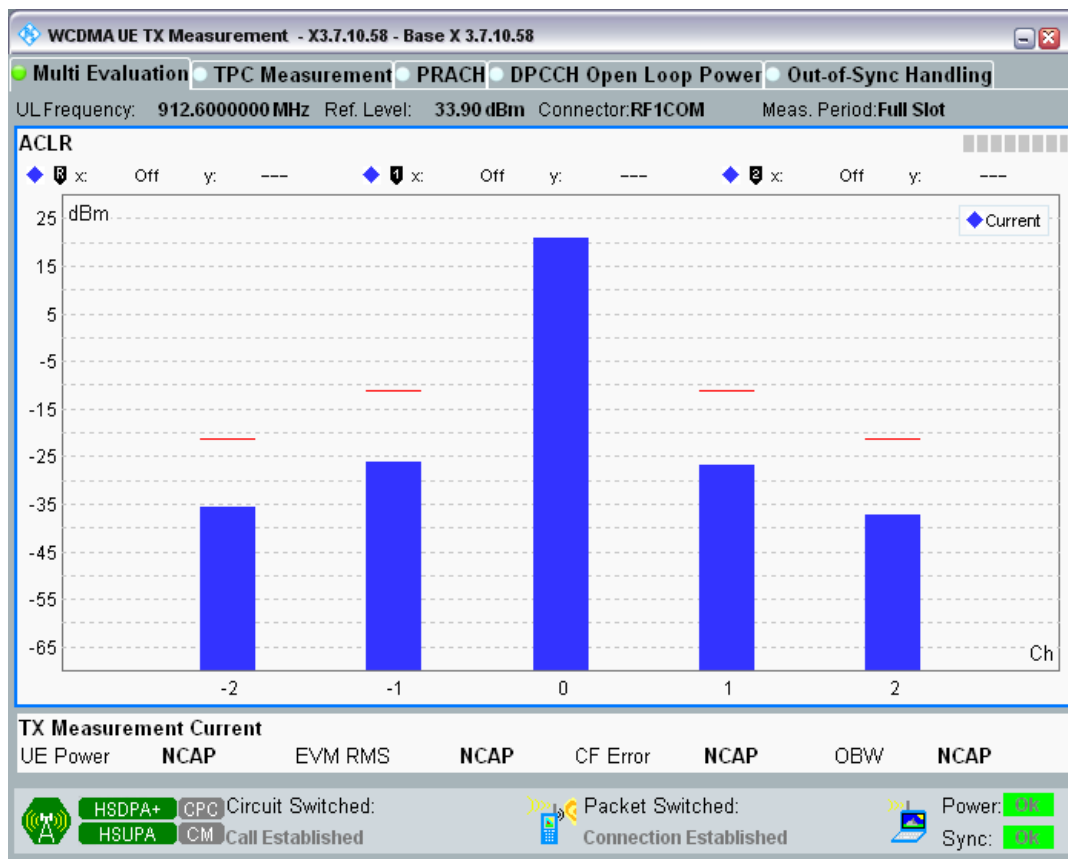 WCDMA UE TX Measurement - X3.7.10.58 - Base X 3.7.10.58
Multi Evaluation TPC Measurement PRACH DPCCH Open Loop Power Out-of-Sync Handling
UL Frequency: 912.6000000 MHz Ref. Level: 33.90 dBm Connector:RF1COM Meas. Period:Full Slot
ACLR
R x: Off y: --- 1 x: Off y: --- 2 x: Off y: ---
dBm
Current
25
15
5
-5
-15
-25
-35
-45
-55
-65
Ch
-2 -1 0 1 2
TX Measurement Current
UE Power NCAP EVM RMS NCAP CF Error NCAP OBW NCAP
HSDPA+ CPC Circuit Switched: Packet Switched: Power: OK
HSUPA CM Call Established Connection Established Sync: OK